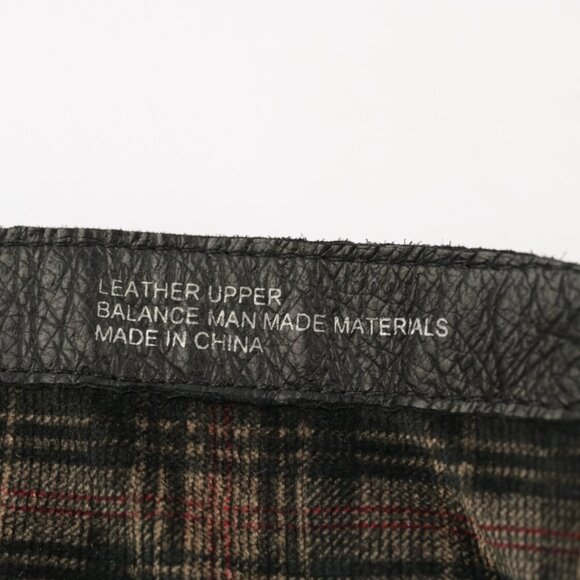 LEATHER UPPER
BALANCE MAN MADE MATERIALS
MADE IN CHINA